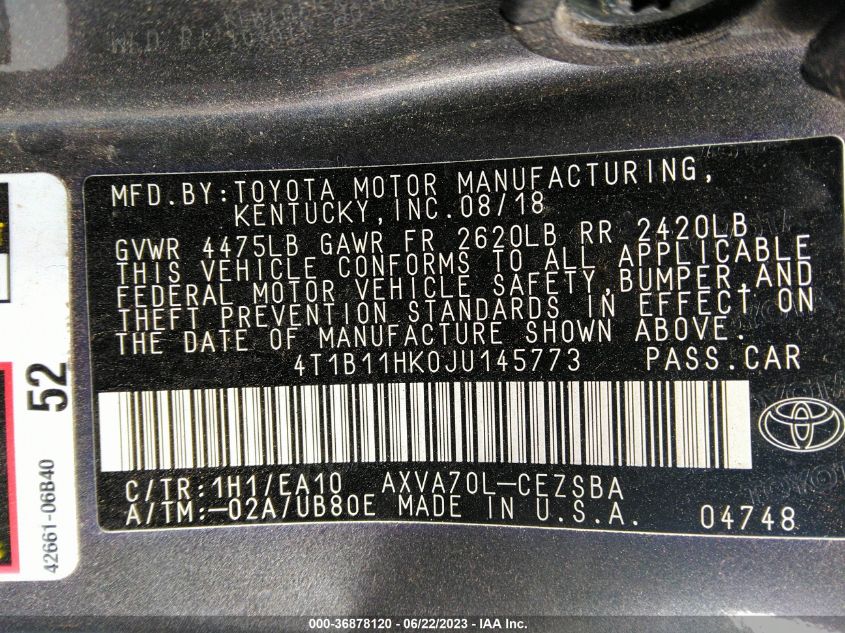 MFD.BY:TOYOTA MOTOR MANUFACTURING,
KENTUCKY,INC.08/18
GVWR 4475LB GAWR FR 2620LB RR 2420LB
THIS VEHICLE CONFORMS TO ALL APPLICABLE
FEDERAL MOTOR VEHICLE SAFETY,BUMPER,AND
THEFT PREVENTION STANDARDS IN EFFECT ON
THE DATE OF MANUFACTURE SHOWN ABOVE.
4T1B11HK0JU145773 PASS.CAR
C/TR:1H1/EA10 AXVA70L-CEZSBA
A/TM:-02A/UB80E MADE IN U.S.A. 04748
52
42661-06B40
000-36878120 - 06/22/2023 - IAA Inc.